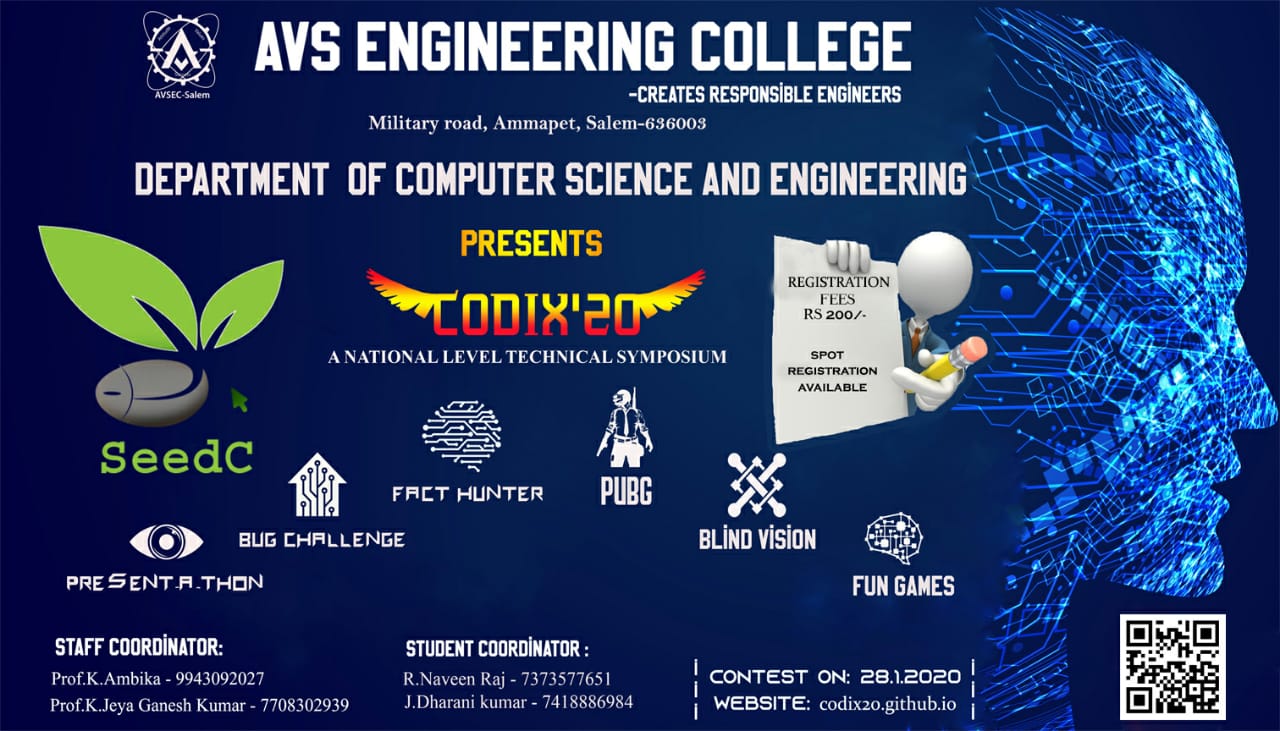 AVSEC-Salem
AVS ENGINEERING COLLEGE
-CREATES RESPONSIBLE ENGINEERS
Military road, Ammapet, Salem-636003
DEPARTMENT OF COMPUTER SCIENCE AND ENGINEERING
PRESENTS
CODIX'20
A NATIONAL LEVEL TECHNICAL SYMPOSIUM
REGISTRATION
FEES
RS 200/-
SPOT
REGISTRATION
AVAILABLE
SeedC
PRESENT.A.THON
BUG CHALLENGE
FACT HUNTER
PUBG
BLIND VISION
FUN GAMES
STAFF COORDINATOR:
Prof.K.Ambika - 9943092027
Prof.K.Jeya Ganesh Kumar - 7708302939
STUDENT COORDINATOR :
R.Naveen Raj - 7373577651
J.Dharani kumar - 7418886984
CONTEST ON: 28.1.2020
WEBSITE: codix20.github.io